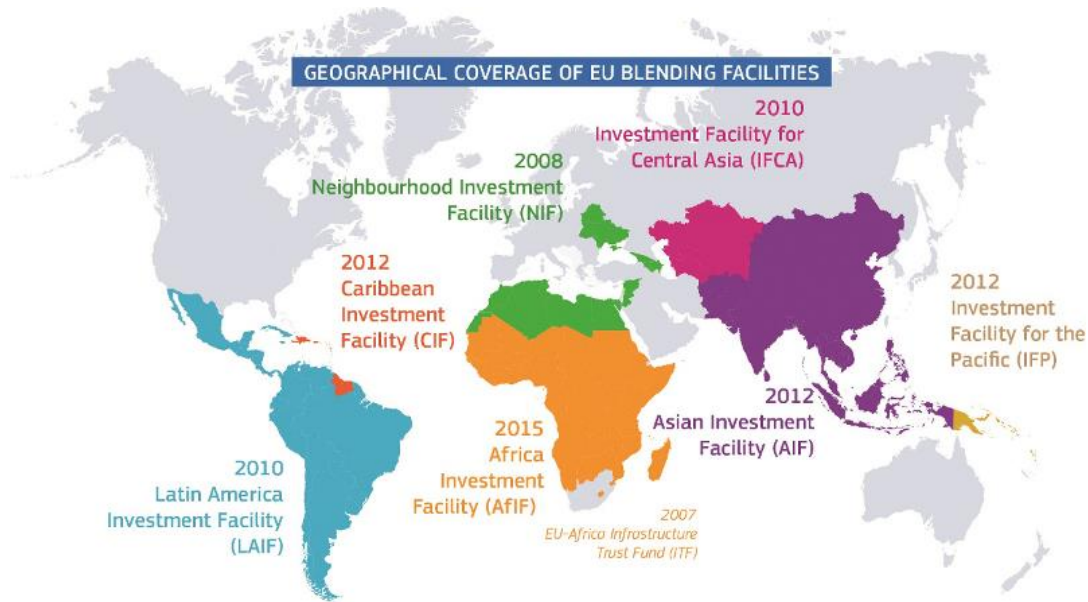 GEOGRAPHICAL COVERAGE OF EU BLENDING FACILITIES
2010
Investment Facility for
Central Asia (IFCA)
2008
Neighbourhood Investment
Facility (NIF)
2012
Caribbean
Investment
Facility (CIF)
2012
Investment
Facility for the
Pacific (IFP)
2012
Asian Investment
Facility (AIF)
2015
Africa
Investment
Facility (AfIF)
2010
Latin America
Investment Facility
(LAIF)
2007
EU-Africa Infrastructure
Trust Fund (ITF)